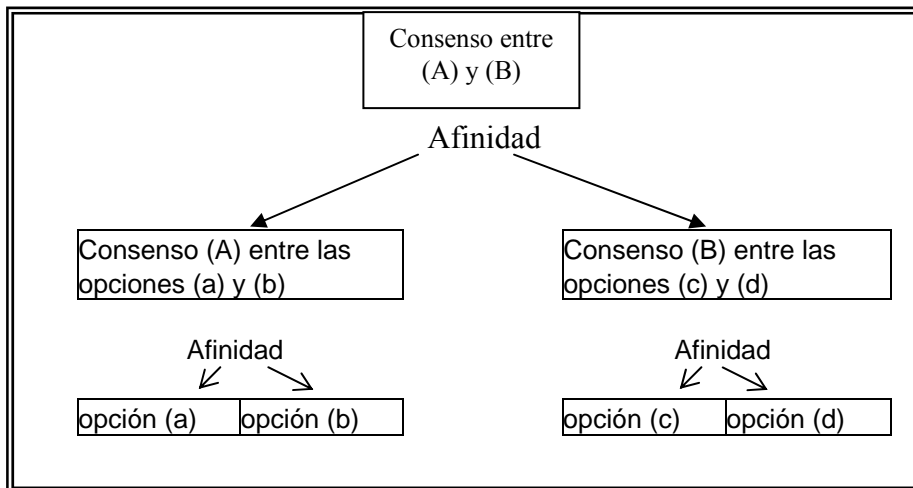 Consenso entre
(A) y (B)
Afinidad
Consenso (A) entre las
opciones (a) y (b)
Consenso (B) entre las
opciones (c) y (d)
Afinidad
Afinidad
opción (a)
opción (b)
opción (c)
opción (d)